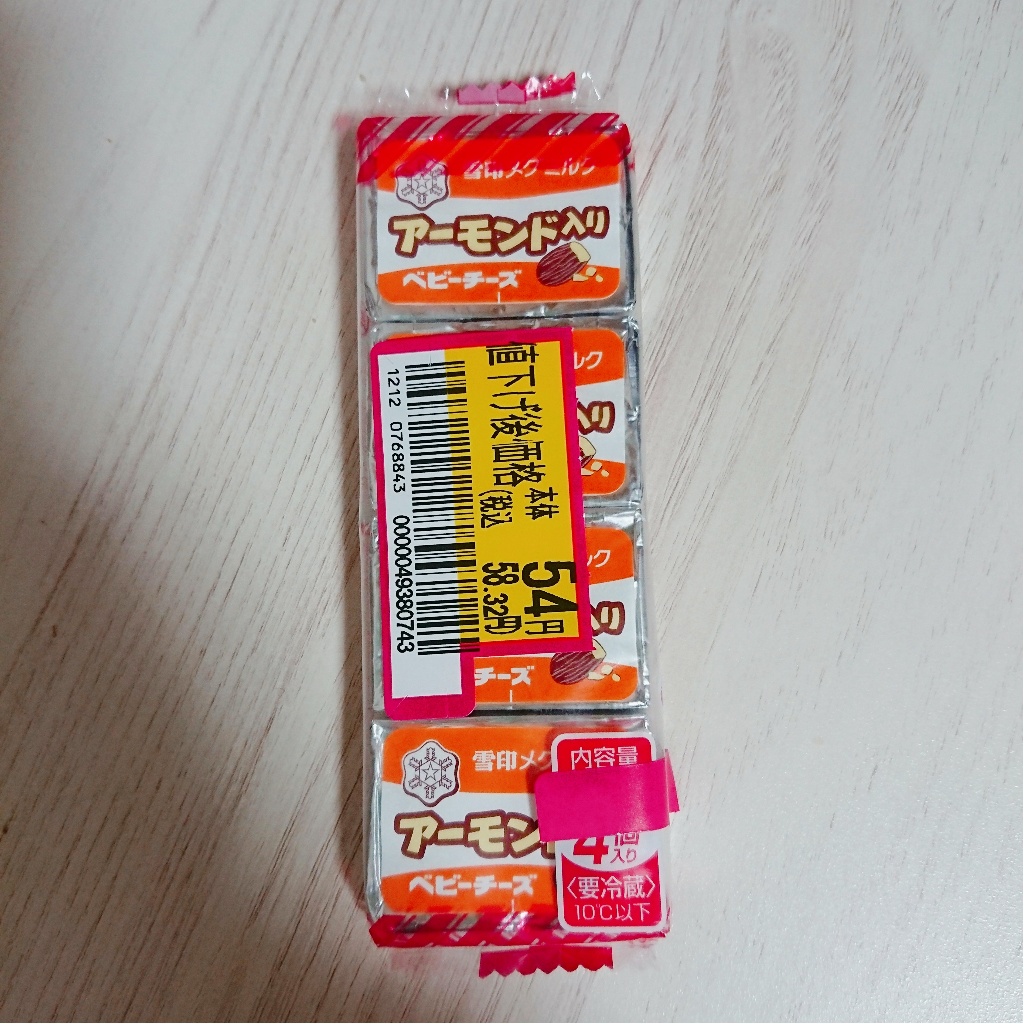 雪印メグミルク
アーモンド入り
ベビーチーズ
ルク
値下げ後価格
本体
54円
(税込
58.32円)
1212 0768843 0000049380743
ルク
チーズ
雪印メグ
アーモン
ベビーチーズ
内容量
4個
入り
〈要冷蔵〉
10℃以下